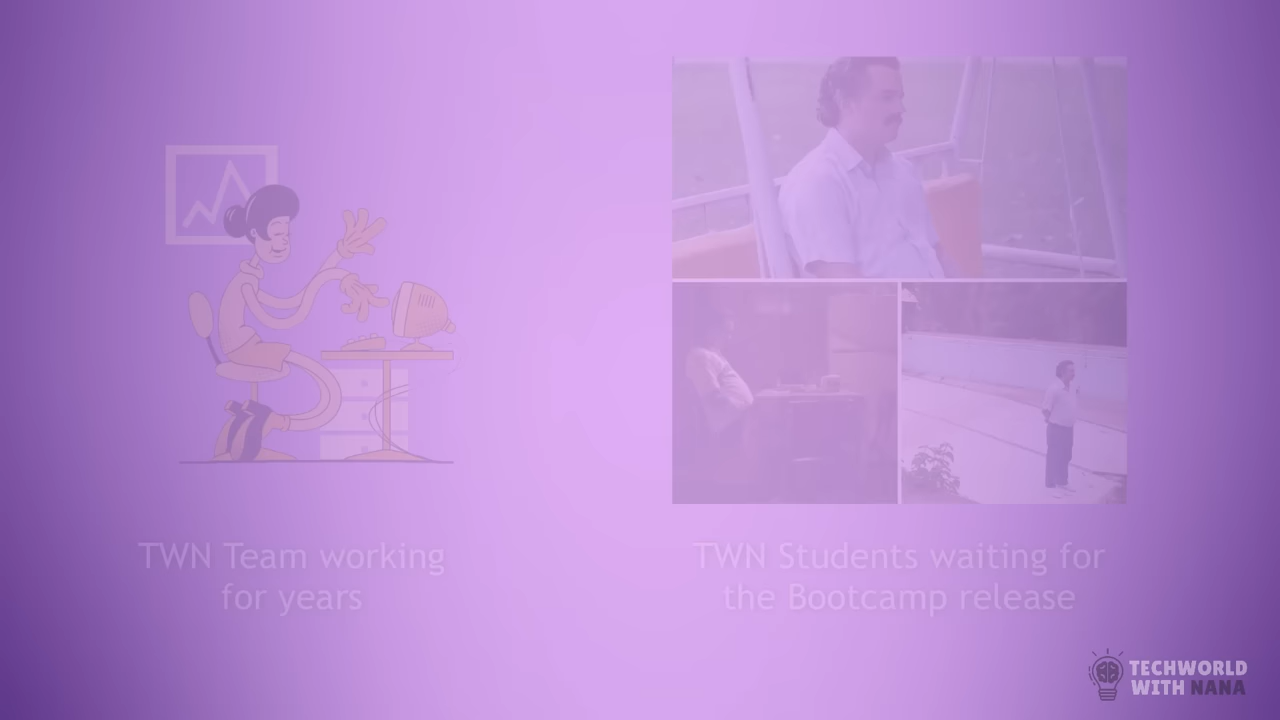 TWN Team working
for years
TWN Students waiting for
the Bootcamp release
TECHWORLD
WITH NANA